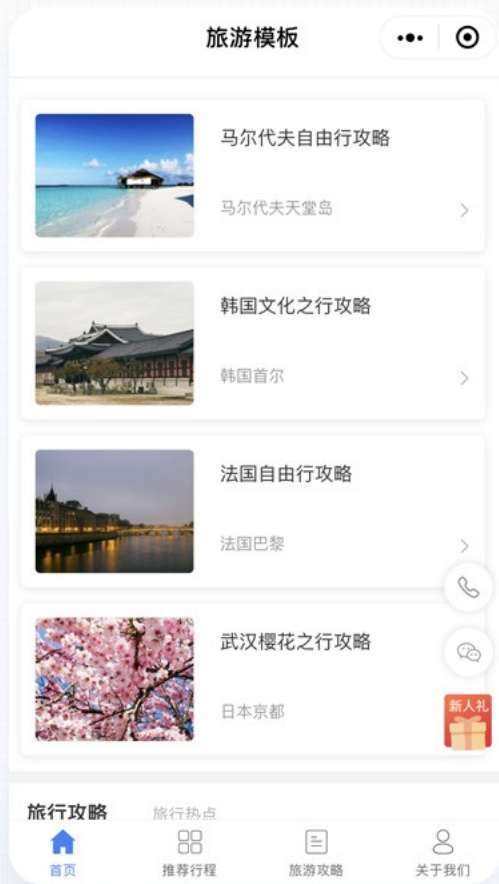 旅游模板
马尔代夫自由行攻略
马尔代夫天堂岛
韩国文化之行攻略
韩国首尔
法国自由行攻略
法国巴黎
武汉樱花之行攻略
日本京都
新人礼
旅行攻略 旅行热点
首页 推荐行程 旅游攻略 关于我们